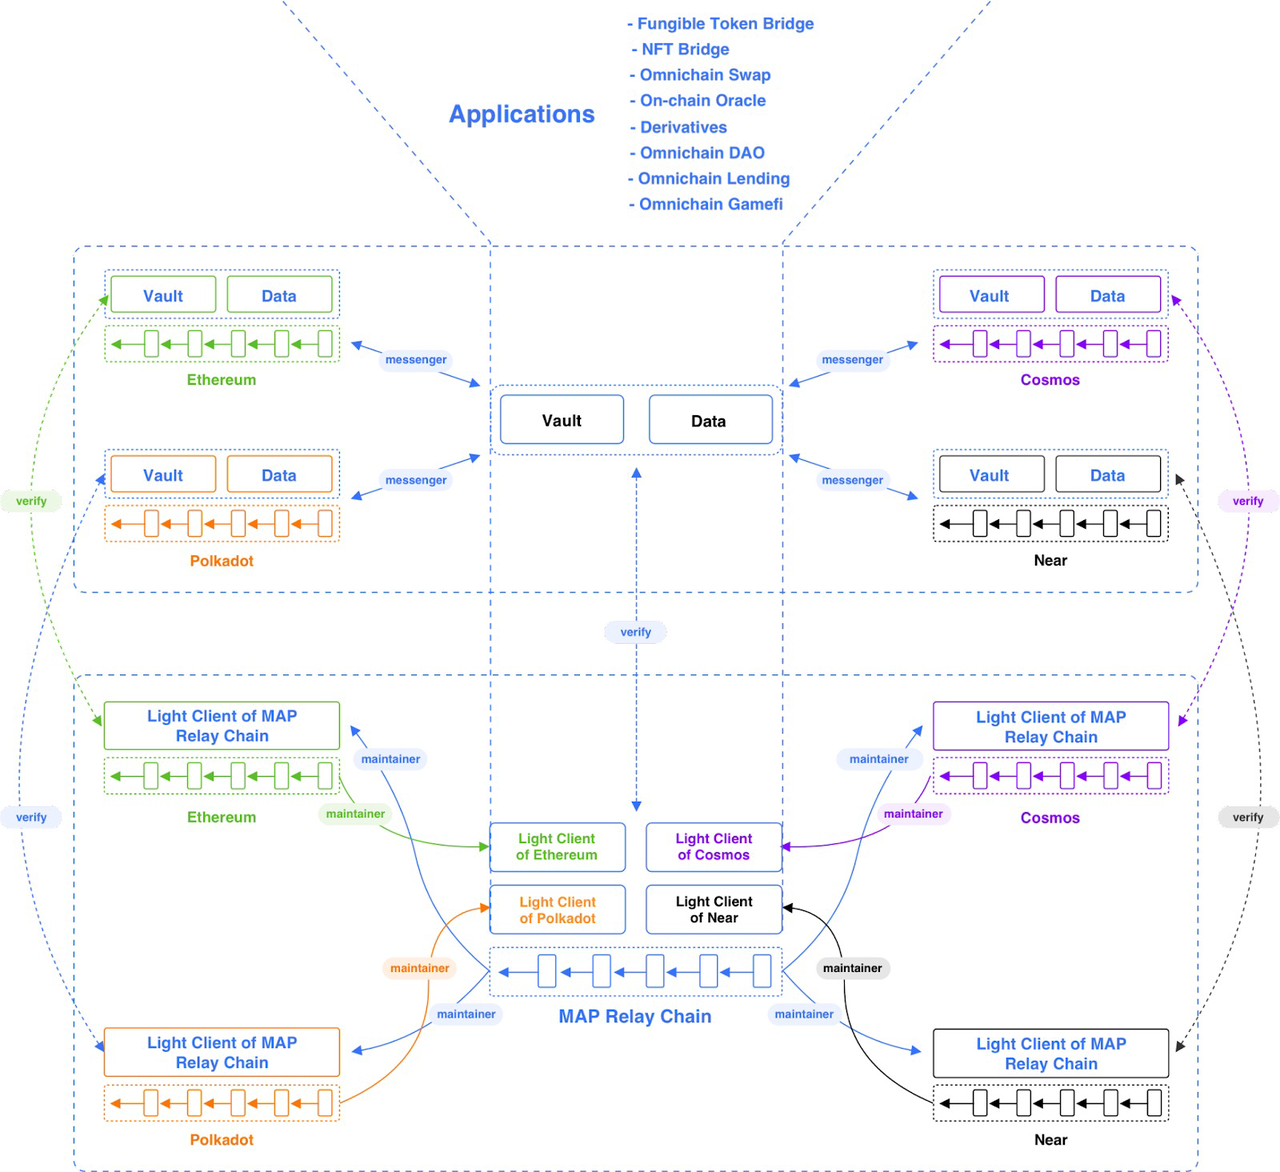 - Fungible Token Bridge
- NFT Bridge
- Omnichain Swap
- On-chain Oracle
Applications
- Derivatives
- Omnichain DAO
- Omnichain Lending
- Omnichain Gamefi
Vault
Data
Ethereum
messenger
Vault
Data
Polkadot
messenger
Vault
Data
Vault
Data
Cosmos
messenger
Vault
Data
Near
messenger
verify
verify
verify
verify
verify
Light Client of MAP
Relay Chain
Ethereum
maintainer
maintainer
Light Client of MAP
Relay Chain
Cosmos
maintainer
maintainer
Light Client
of Ethereum
Light Client
of Cosmos
Light Client
of Polkadot
Light Client
of Near
maintainer
maintainer
MAP Relay Chain
maintainer
maintainer
Light Client of MAP
Relay Chain
Polkadot
Light Client of MAP
Relay Chain
Near